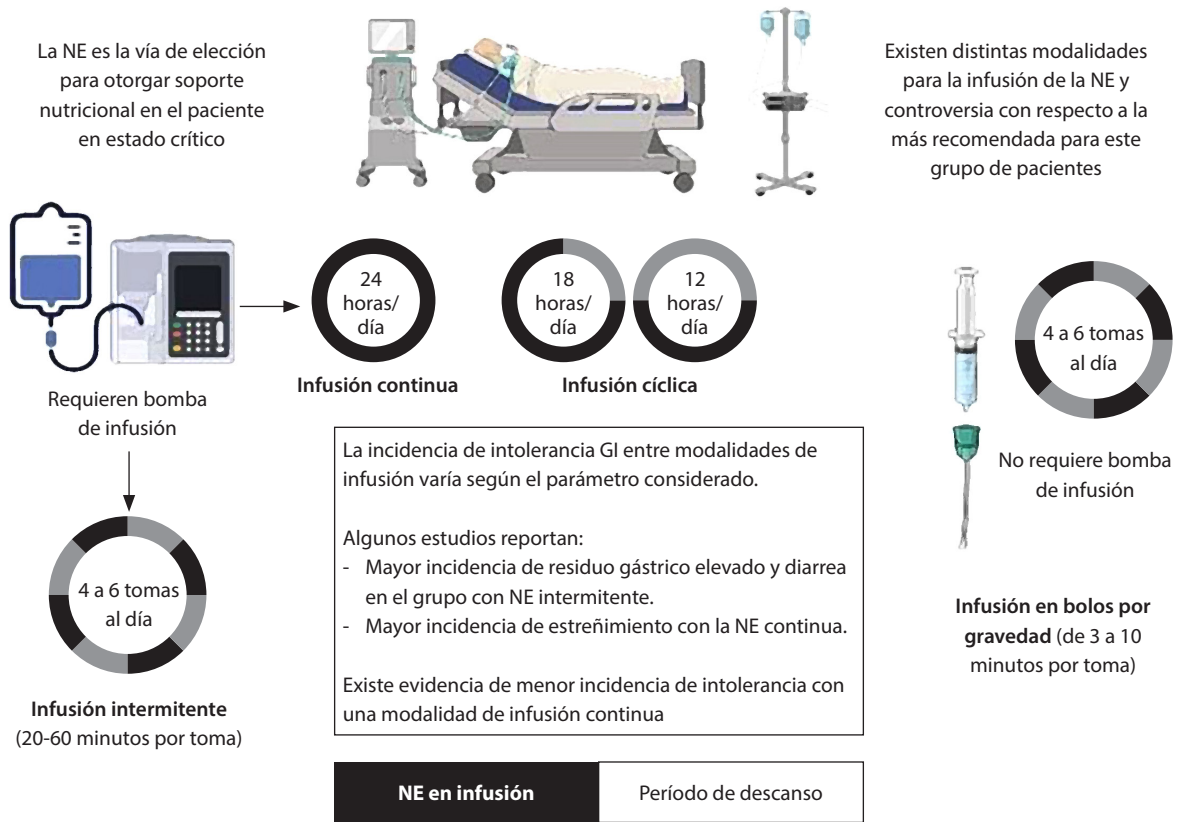 La NE es la vía de elección
para otorgar soporte
nutricional en el paciente
en estado crítico
Existen distintas modalidades
para la infusión de la NE y
controversia con respecto a la
más recomendada para este
grupo de pacientes
24
horas/
día
Infusión continua
18
horas/
día
12
horas/
día
Infusión cíclica
Requieren bomba
de infusión
4 a 6 tomas
al día
Infusión intermitente
(20-60 minutos por toma)
La incidencia de intolerancia GI entre modalidades de
infusión varía según el parámetro considerado.
Algunos estudios reportan:
- Mayor incidencia de residuo gástrico elevado y diarrea
en el grupo con NE intermitente.
- Mayor incidencia de estreñimiento con la NE continua.
Existe evidencia de menor incidencia de intolerancia con
una modalidad de infusión continua
4 a 6 tomas
al día
No requiere bomba
de infusión
Infusión en bolos por
gravedad (de 3 a 10
minutos por toma)
NE en infusión
Período de descanso